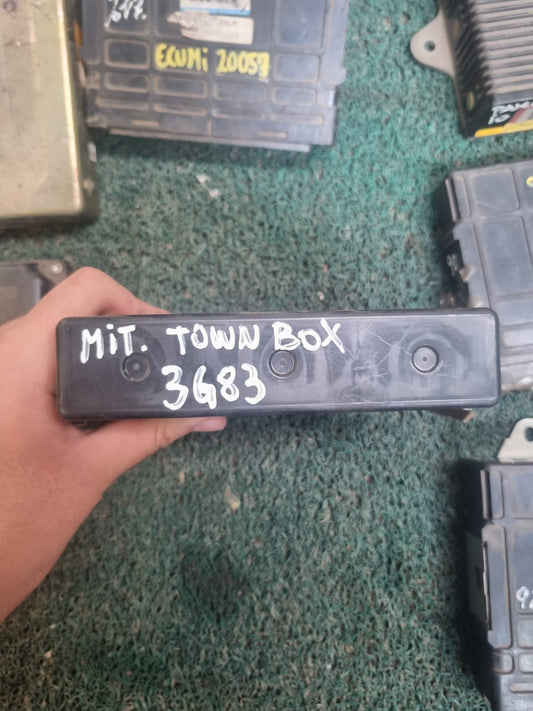 ECUMi 20057
MiT. TOWN BOX
3G83